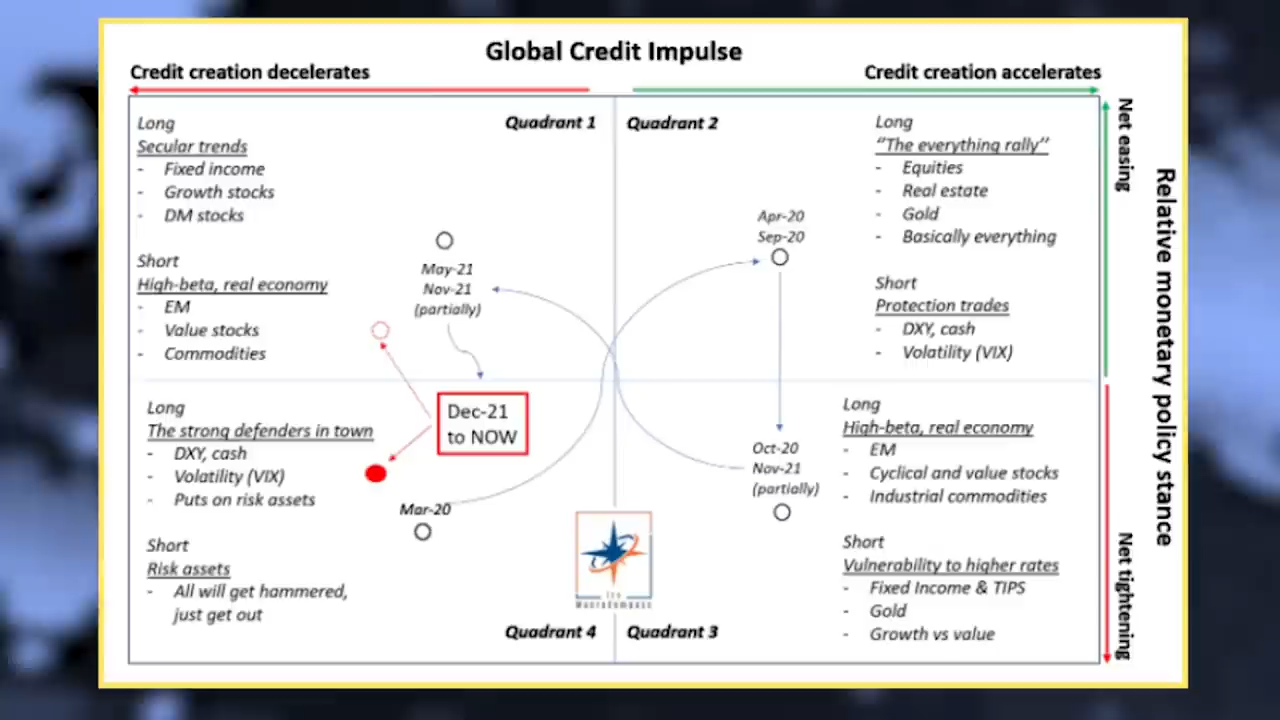 Global Credit Impulse
Credit creation decelerates
Credit creation accelerates
Quadrant 1
Long
Secular trends
- Fixed income
- Growth stocks
- DM stocks
Short
High-beta, real economy
- EM
- Value stocks
- Commodities
May-21
Nov-21
(partially)
Quadrant 2
Long
"The everything rally"
- Equities
- Real estate
- Gold
- Basically everything
Short
Protection trades
- DXY, cash
- Volatility (VIX)
Apr-20
Sep-20
Net easing
Relative monetary policy stance
Net tightening
Long
The strong defenders in town
- DXY, cash
- Volatility (VIX)
- Puts on risk assets
Short
Risk assets
- All will get hammered,
just get out
Dec-21
to NOW
Mar-20
Quadrant 4
The
MacroCompass
Oct-20
Nov-21
(partially)
Long
High-beta, real economy
- EM
- Cyclical and value stocks
- Industrial commodities
Short
Vulnerability to higher rates
- Fixed Income & TIPS
- Gold
- Growth vs value
Quadrant 3